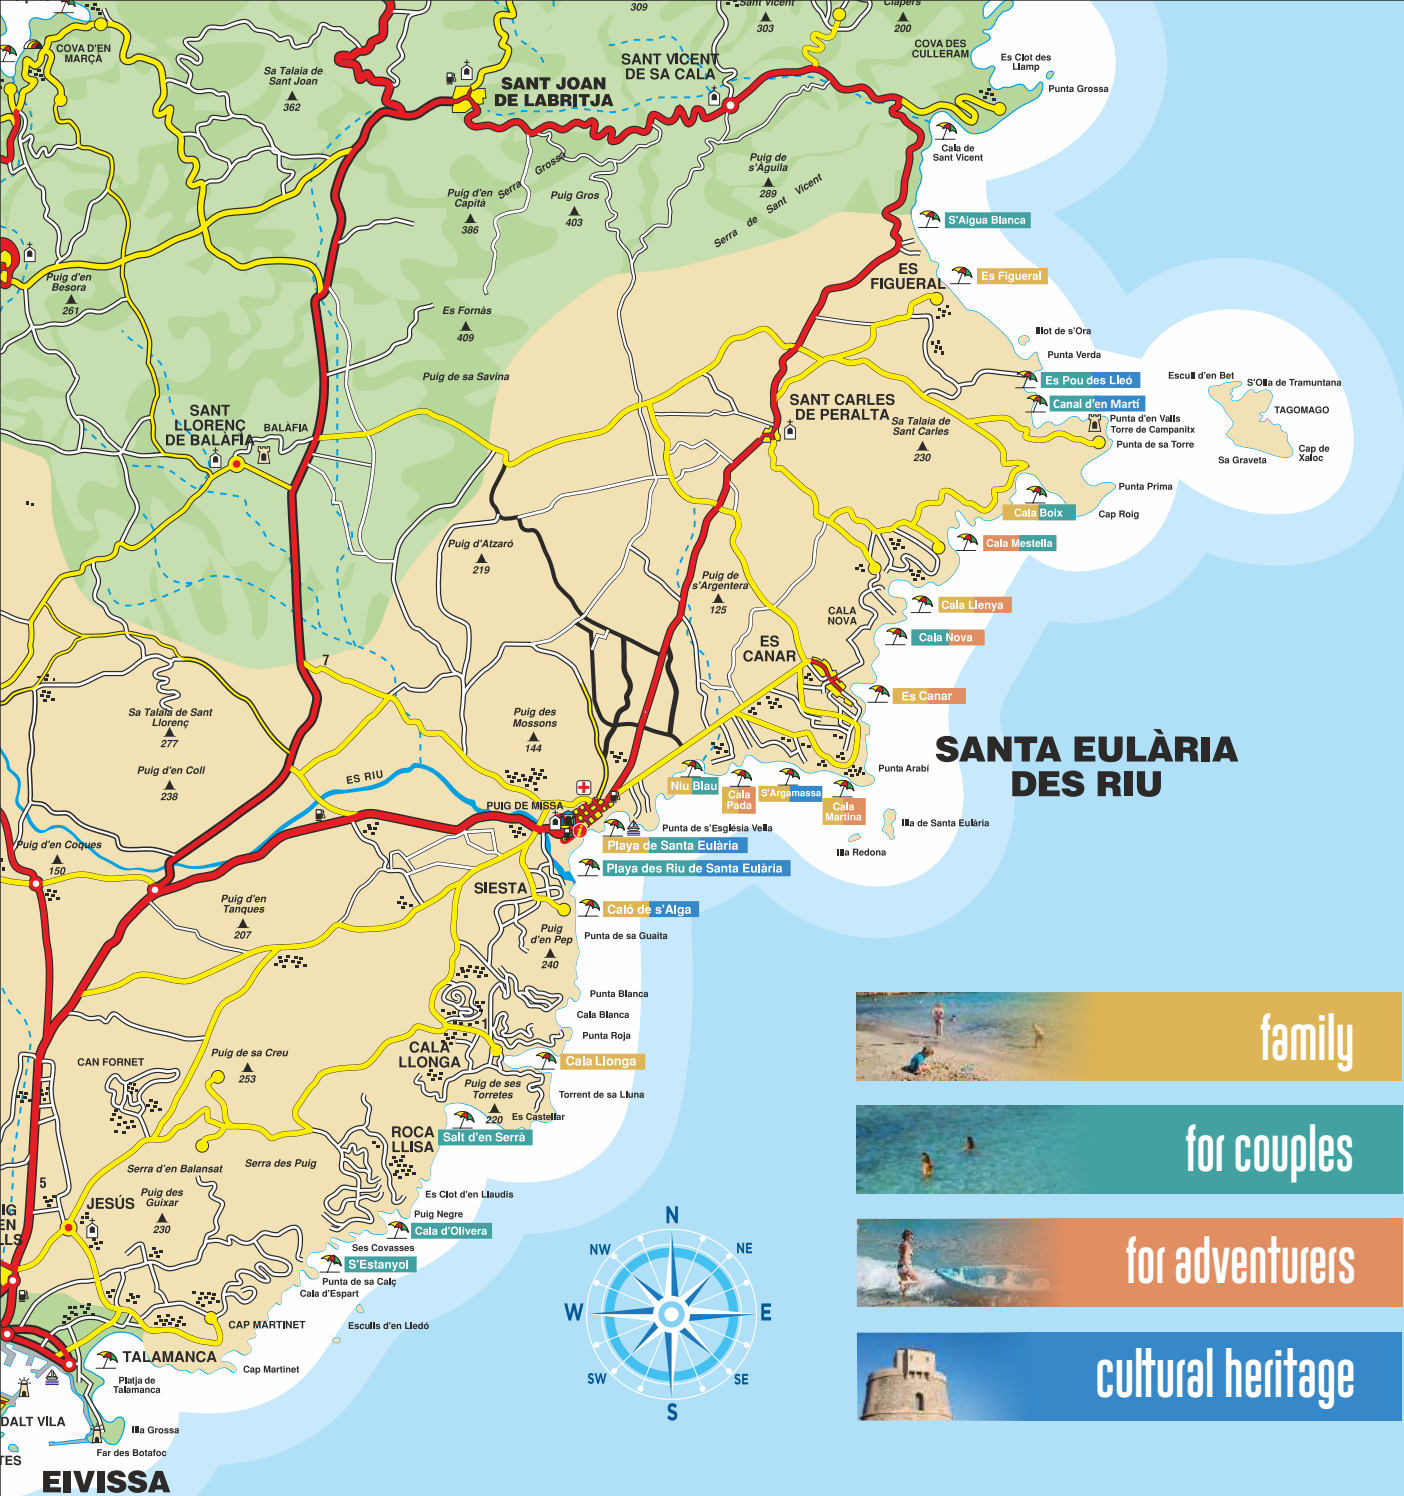 309
Sant Vicent
303
Clapers
200
COVA D'EN
MARÇA
COVA DES
CULLERAM
Es Clot des
Llamp
Punta Grossa
Sa Talaia de
Sant Joan
362
SANT JOAN
DE LABRITJA
SANT VICENT
DE SA CALA
Cala de
Sant Vicent
Serra Grossa
Puig d'en
Capità
386
Puig Gros
403
Puig de
s'Aguila
289
Serra de Sant Vicent
S'Aigua Blanca
Puig d'en
Besora
261
ES
FIGUERAL
Es Figueral
Es Fornàs
409
Illot de s'Ora
Punta Verda
Puig de sa Savina
Es Pou des Lleó
Canal d'en Martí
Escull d'en Bet
S'Olla de Tramuntana
TAGOMAGO
Cap de
Xaloc
Sa Graveta
SANT
LLORENÇ
DE BALÀFIA
BALÀFIA
SANT CARLES
DE PERALTA
Sa Talaia de
Sant Carles
230
Punta d'en Valls
Torre de Campanitx
Punta de sa Torre
Punta Prima
Cap Roig
Cala Boix
Cala Mestella
Puig d'Atzaró
219
Puig de
s'Argentera
125
CALA
NOVA
Cala Llenya
Cala Nova
ES
CANAR
Es Canar
7
Sa Talaia de Sant
Llorenç
277
Puig des
Mossons
144
SANTA EULÀRIA
DES RIU
Puig d'en Coll
238
ES RIU
Punta Arabí
Niu Blau
Cala
Pada
S'Argamassa
Cala
Martina
PUIG DE MISSA
Punta de s'Església Vella
Illa de Santa Eulària
Illa Redona
Playa de Santa Eulària
Playa des Riu de Santa Eulària
Puig d'en Coques
150
SIESTA
Caló de s'Alga
Puig d'en
Tanques
207
Puig
d'en Pep
240
Punta de sa Guaita
Punta Blanca
Cala Blanca
Punta Roja
1
CALA
LLONGA
Cala Llonga
CAN FORNET
Puig de sa Creu
253
Puig de ses
Torretes
220
Torrent de sa Lluna
Es Castellar
ROCA
LLISA
Salt d'en Serrà
Serra d'en Balansat
Serra des Puig
5
JESÚS
Puig des
Guixar
230
IG
EN
LLS
Es Clot d'en Llaudis
Puig Negre
Cala d'Olivera
Ses Covasses
S'Estanyol
Punta de sa Calç
Cala d'Espart
CAP MARTINET
Esculls d'en Lledó
TALAMANCA
Cap Martinet
Platja de
Talamanca
DALT VILA
Illa Grossa
Far des Botafoc
TES
EIVISSA
N
NW
NE
W
E
SW
SE
S
family
for couples
for adventurers
cultural heritage